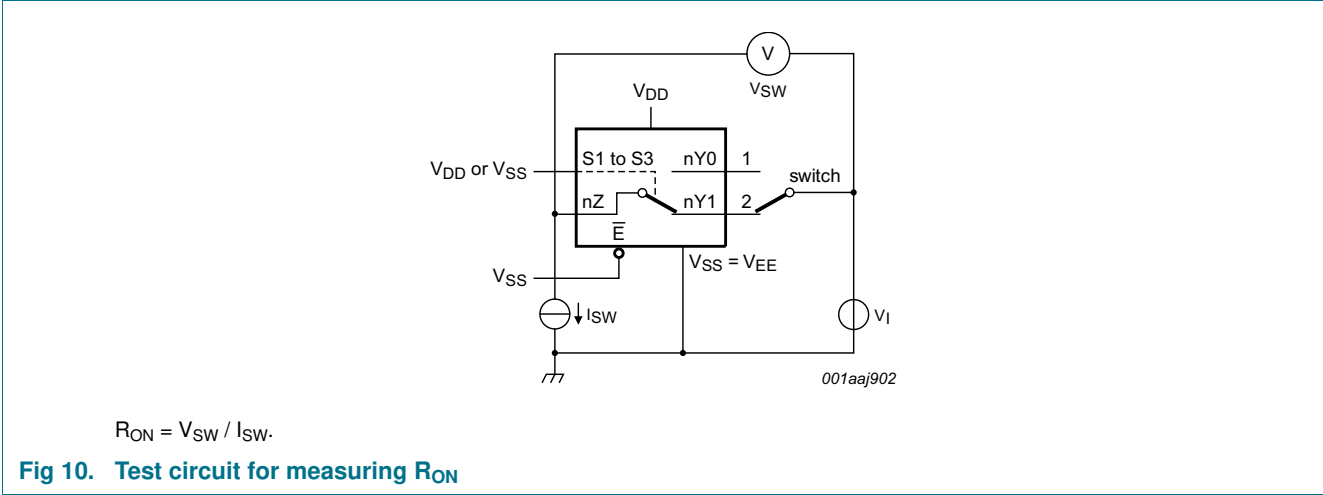 V
VSW
VDD
S1 to S3 nY0 1
VDD or VSS
switch
nZ nY1 2
E̅
VSS = VEE
VSS
ISW
VI
001aaj902
RON = VSW / ISW.
Fig 10. Test circuit for measuring RON